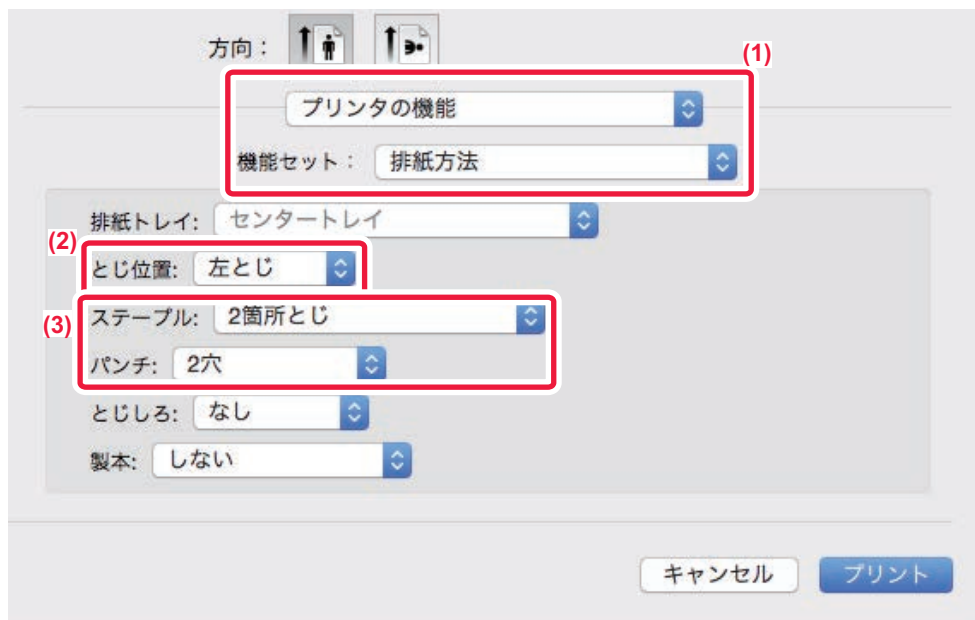 方向：
(1)
プリンタの機能
機能セット： 排紙方法
排紙トレイ: センタートレイ
(2)
とじ位置: 左とじ
(3)
ステープル: 2箇所とじ
パンチ: 2穴
とじしろ: なし
製本: しない
キャンセル プリント